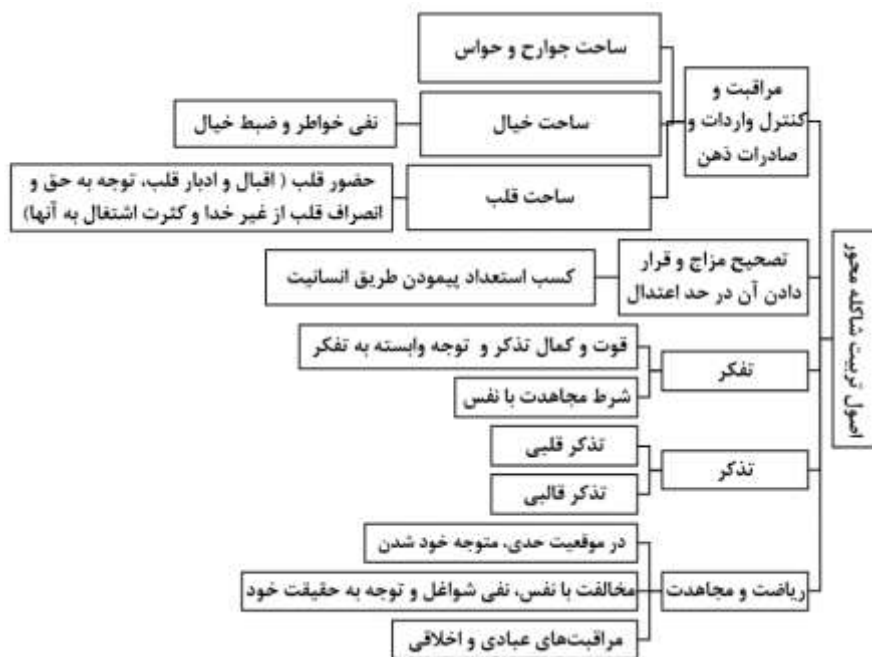 اصول تربیت شاکله محور
مراقبت و
کنترل واردات و
صادرات ذهن
ساحت جوارح و حواس
ساحت خیال
نفی خواطر و ضبط خیال
ساحت قلب
حضور قلب ( اقبال و ادبار قلب، توجه به حق و
انصراف قلب از غیر خدا و کثرت اشتغال به آنها)
تصحیح مزاج و قرار
دادن آن در حد اعتدال
کسب استعداد پیمودن طریق انسانیت
تفکر
قوت و کمال تذکر و توجه وابسته به تفکر
شرط مجاهدت با نفس
تذکر
تذکر قلبی
تذکر قالبی
ریاضت و مجاهدت
در موقعیت حدی، متوجه خود شدن
مخالفت با نفس، نفی شواغل و توجه به حقیقت خود
مراقبت‌های عبادی و اخلاقی